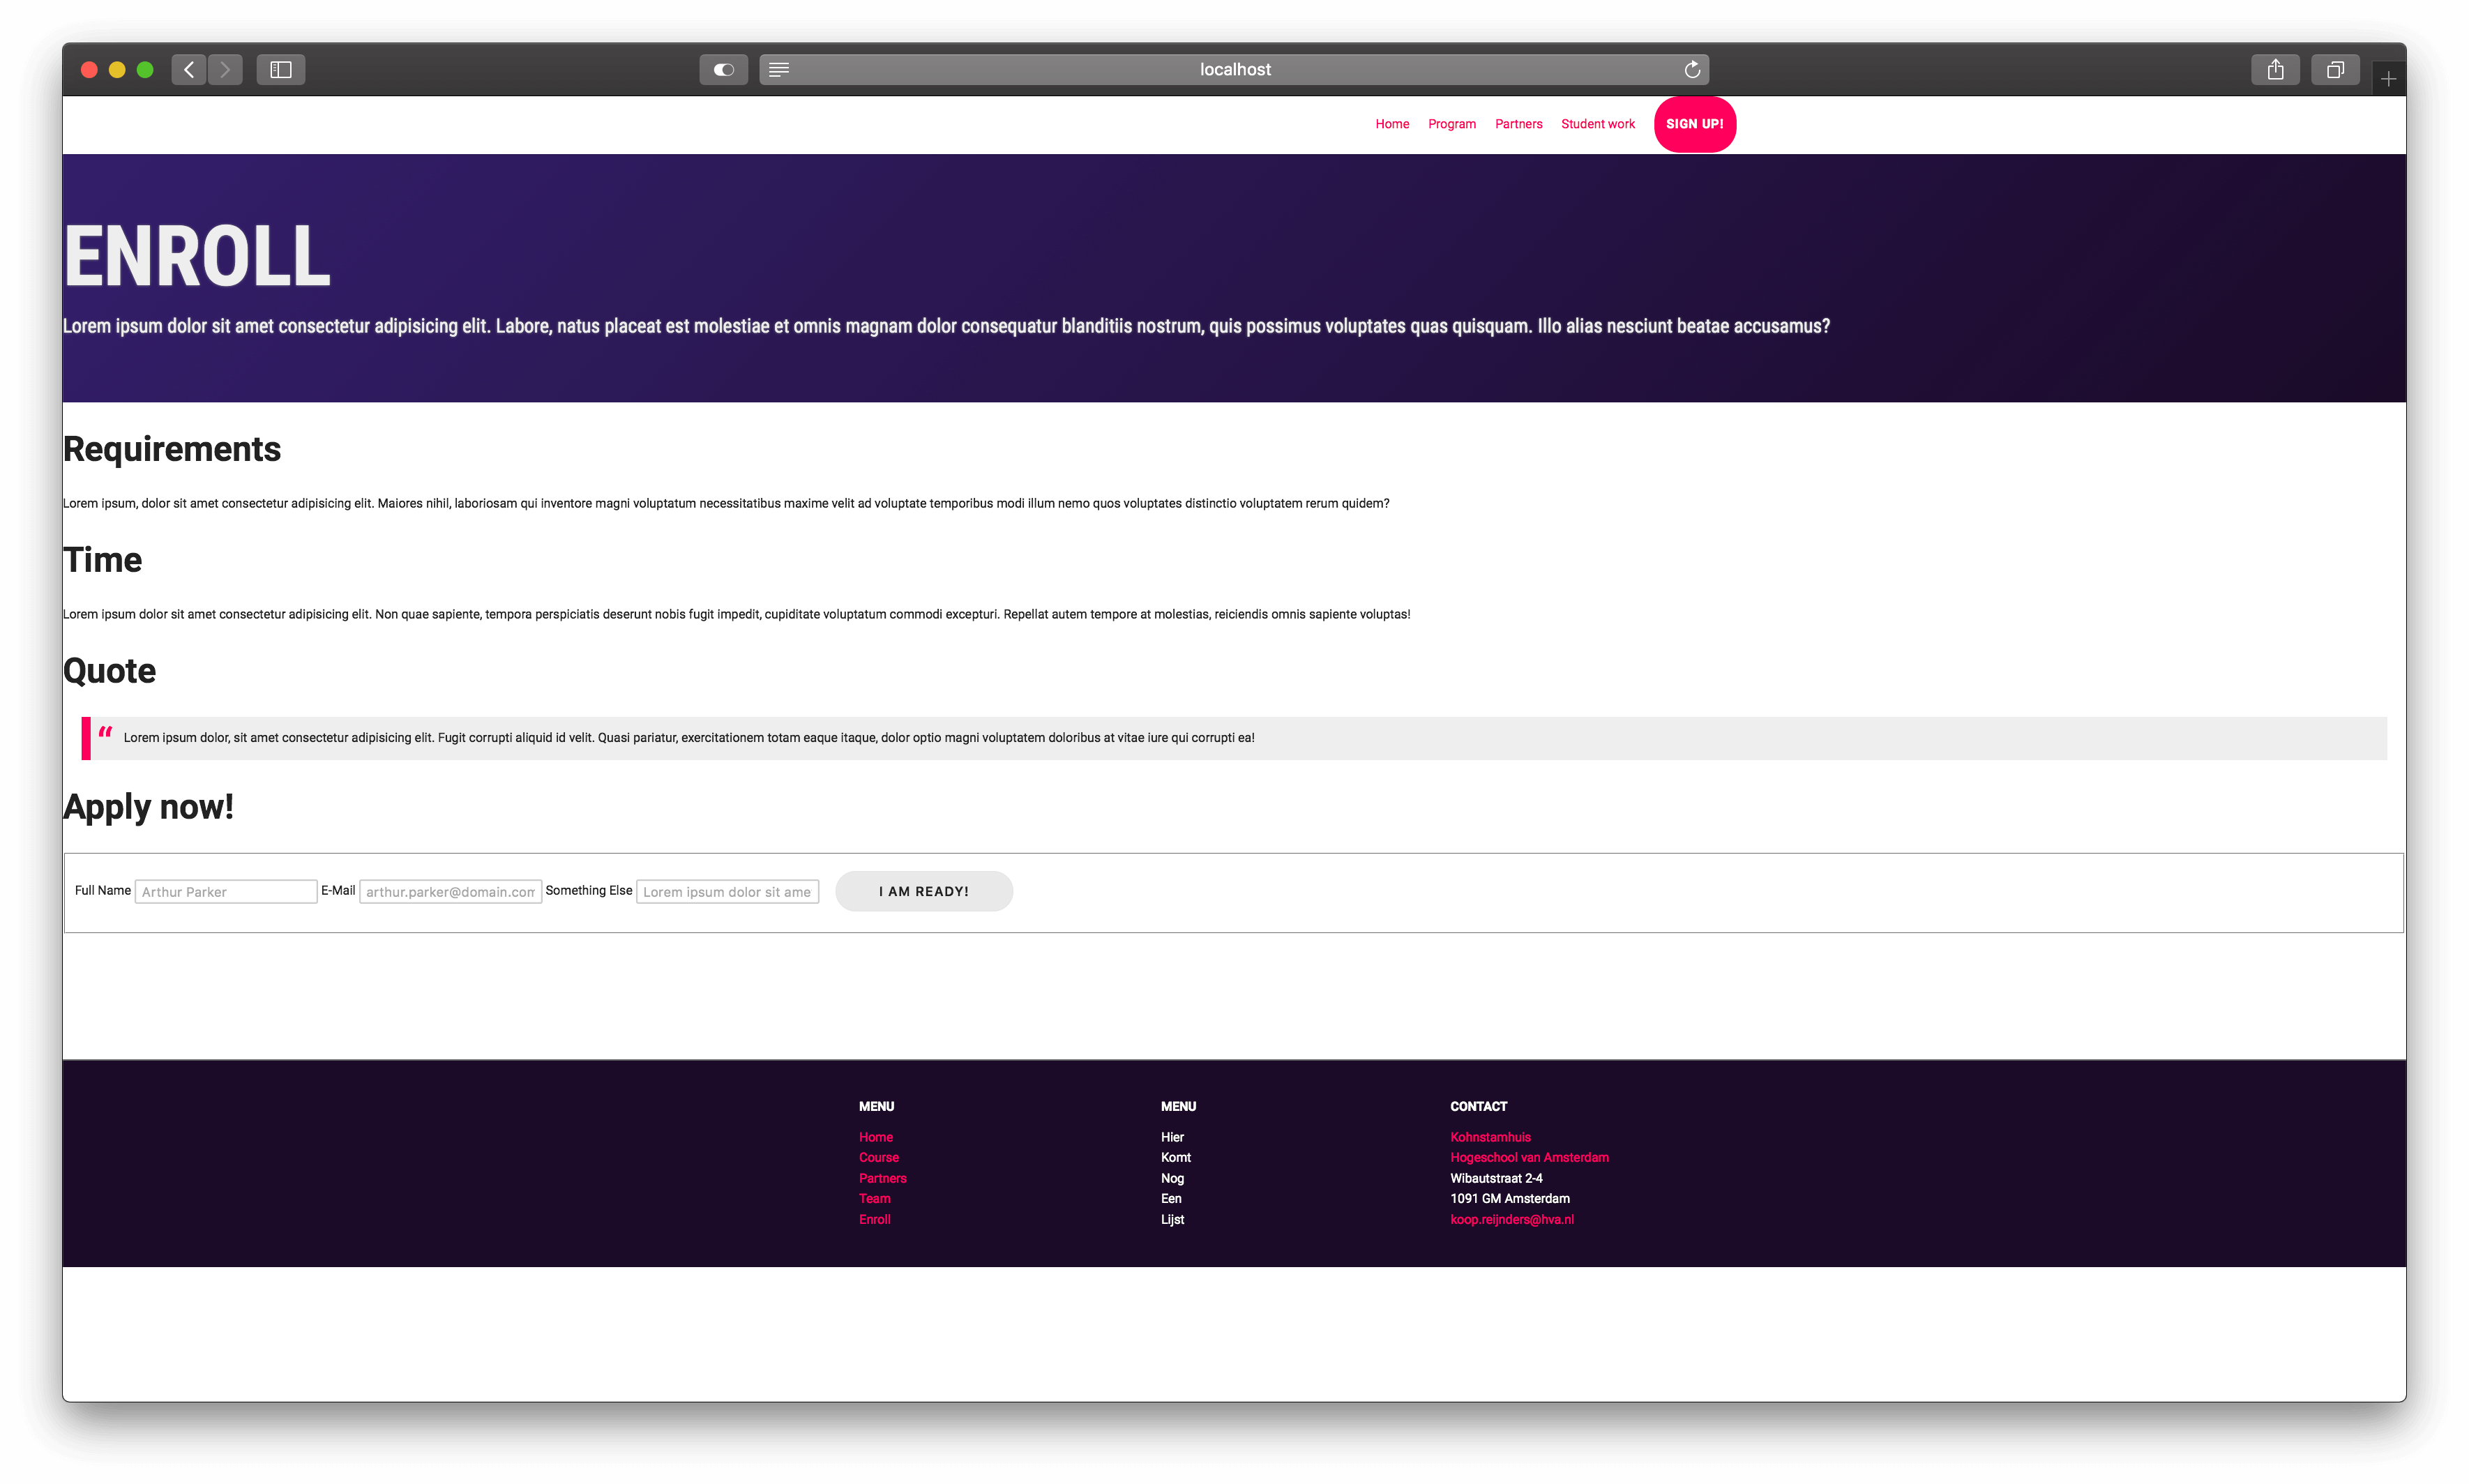 localhost
Home Program Partners Student work SIGN UP!
ENROLL
Lorem ipsum dolor sit amet consectetur adipisicing elit. Labore, natus placeat est molestiae et omnis magnam dolor consequatur blanditiis nostrum, quis possimus voluptates quas quisquam. Illo alias nesciunt beatae accusamus?
Requirements
Lorem ipsum, dolor sit amet consectetur adipisicing elit. Maiores nihil, laboriosam qui inventore magni voluptatum necessitatibus maxime velit ad voluptate temporibus modi illum nemo quos voluptates distinctio voluptatem rerum quidem?
Time
Lorem ipsum dolor sit amet consectetur adipisicing elit. Non quae sapiente, tempora perspiciatis deserunt nobis fugit impedit, cupiditate voluptatum commodi excepturi. Repellat autem tempore at molestias, reiciendis omnis sapiente voluptas!
Quote
“ Lorem ipsum dolor, sit amet consectetur adipisicing elit. Fugit corrupti aliquid id velit. Quasi pariatur, exercitationem totam eaque itaque, dolor optio magni voluptatem doloribus at vitae iure qui corrupti ea!
Apply now!
Full Name Arthur Parker E-Mail arthur.parker@domain.com Something Else Lorem ipsum dolor sit ame I AM READY!
MENU
Home
Course
Partners
Team
Enroll
MENU
Hier
Komt
Nog
Een
Lijst
CONTACT
Kohnstamhuis
Hogeschool van Amsterdam
Wibautstraat 2-4
1091 GM Amsterdam
koop.reijnders@hva.nl